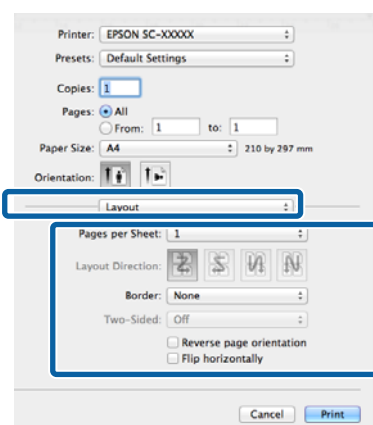 Printer: EPSON SC-XXXXX
Presets: Default Settings
Copies: 1
Pages: All
From: 1 to: 1
Paper Size: A4 210 by 297 mm
Orientation:
Layout
Pages per Sheet: 1
Layout Direction:
Border: None
Two-Sided: Off
Reverse page orientation
Flip horizontally
Cancel Print